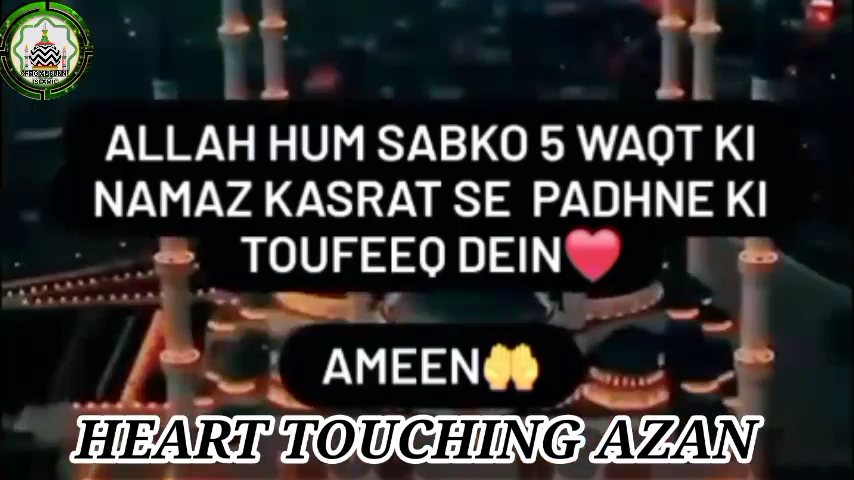 ALLAH HUM SABKO 5 WAQT KI
NAMAZ KASRAT SE PADHNE KI
TOUFEEQ DEIN❤️
AMEEN🤲
HEART TOUCHING AZAN